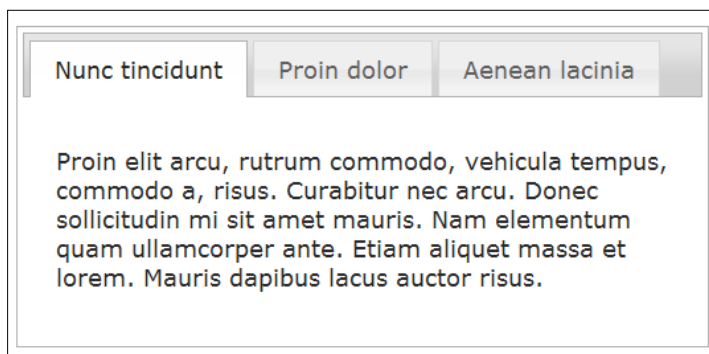 Nunc tincidunt Proin dolor Aenean lacinia
Proin elit arcu, rutrum commodo, vehicula tempus,
commodo a, risus. Curabitur nec arcu. Donec
sollicitudin mi sit amet mauris. Nam elementum
quam ullamcorper ante. Etiam aliquet massa et
lorem. Mauris dapibus lacus auctor risus.